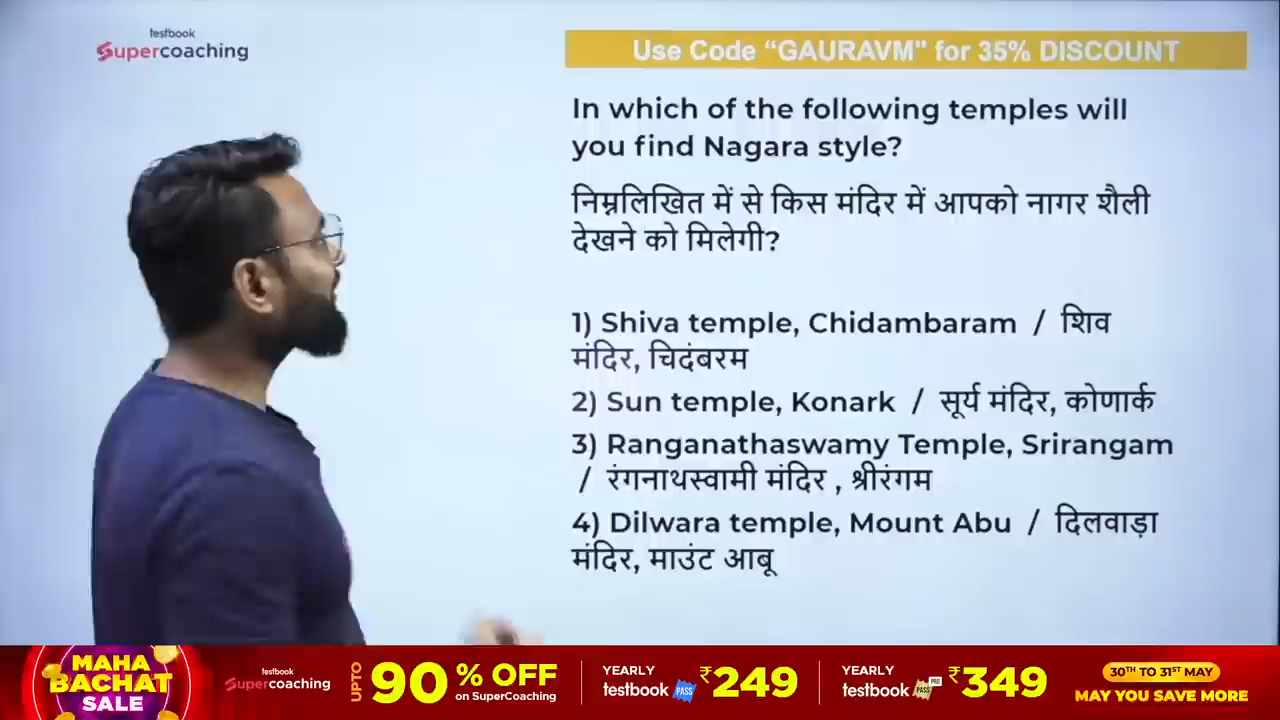 testbook
Supercoaching
Use Code “GAURAVM" for 35% DISCOUNT
In which of the following temples will
you find Nagara style?
निम्नलिखित में से किस मंदिर में आपको नागर शैली
देखने को मिलेगी?
1) Shiva temple, Chidambaram / शिव
मंदिर, चिदंबरम
2) Sun temple, Konark / सूर्य मंदिर, कोणार्क
3) Ranganathaswamy Temple, Srirangam
/ रंगनाथस्वामी मंदिर , श्रीरंगम
4) Dilwara temple, Mount Abu / दिलवाड़ा
मंदिर, माउंट आबू
MAHA
BACHAT
SALE
testbook
Supercoaching
UPTO
90 % OFF
on SuperCoaching
YEARLY
testbook PASS
₹249
YEARLY
testbook PASS PRO
₹349
30TH TO 31ST MAY
MAY YOU SAVE MORE